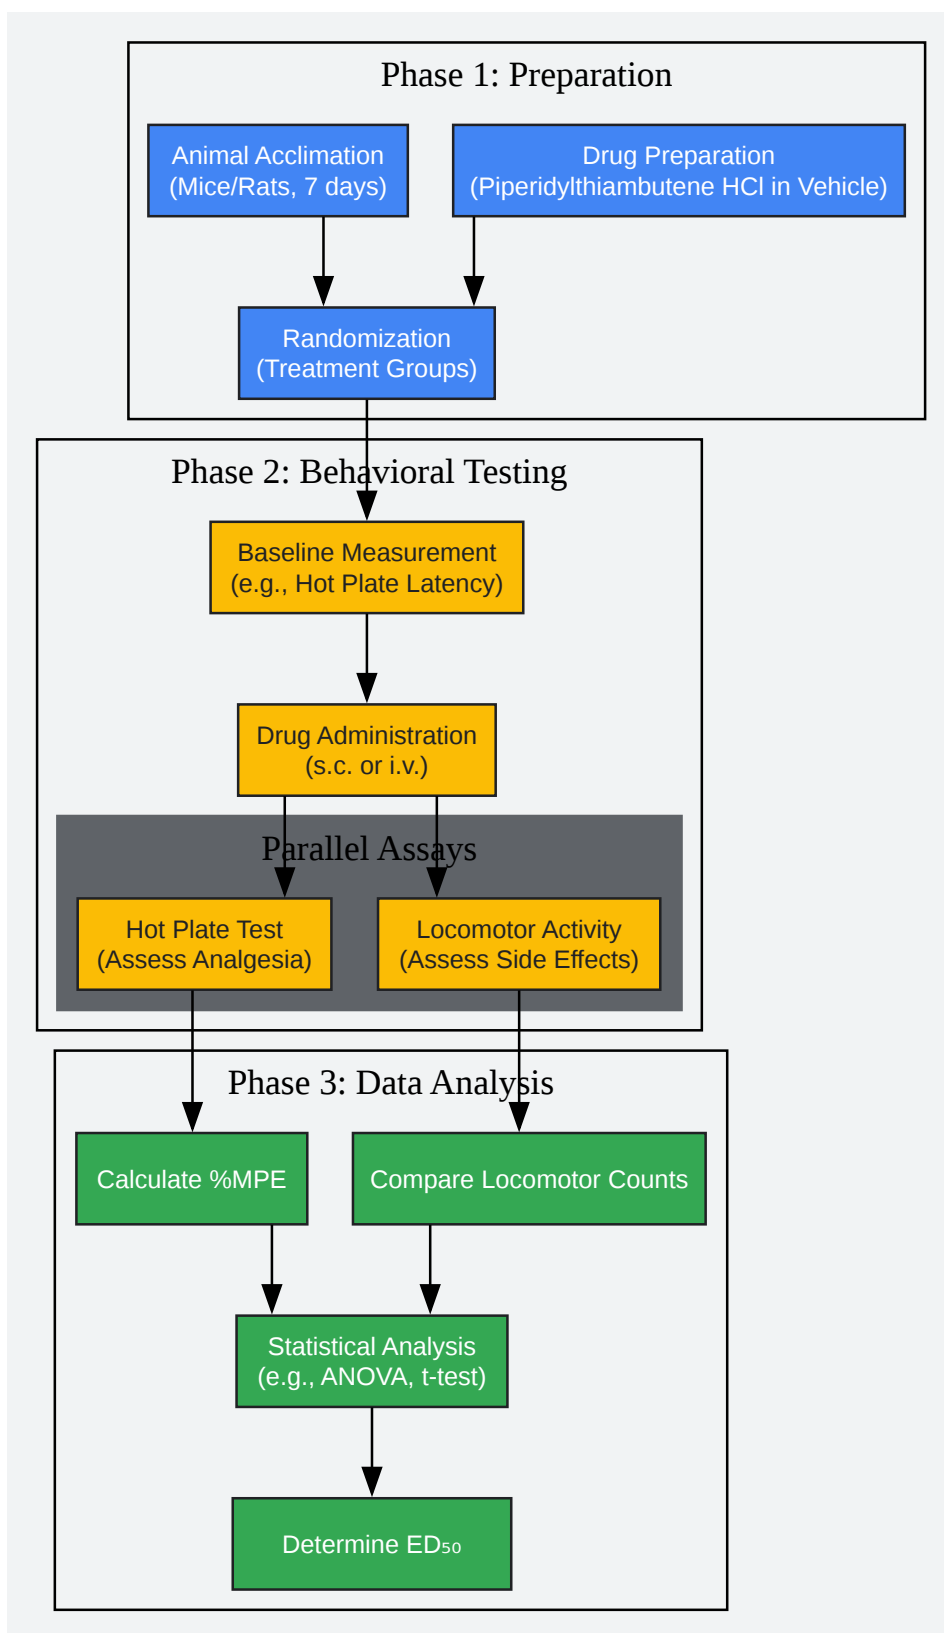 Phase 1: Preparation
Animal Acclimation
(Mice/Rats, 7 days)
Drug Preparation
(Piperidylthiambutene HCl in Vehicle)
Randomization
(Treatment Groups)
Phase 2: Behavioral Testing
Baseline Measurement
(e.g., Hot Plate Latency)
Drug Administration
(s.c. or i.v.)
Parallel Assays
Hot Plate Test
(Assess Analgesia)
Locomotor Activity
(Assess Side Effects)
Phase 3: Data Analysis
Calculate %MPE
Compare Locomotor Counts
Statistical Analysis
(e.g., ANOVA, t-test)
Determine ED₅₀